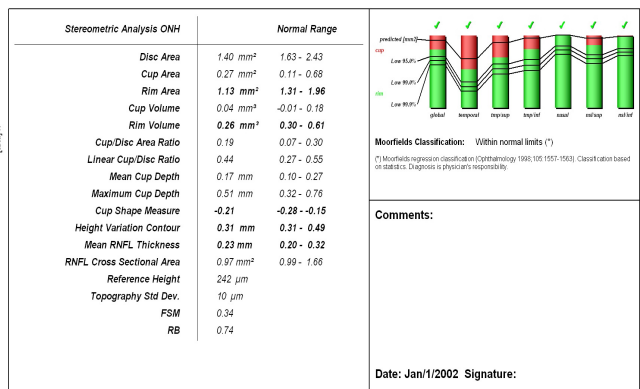 Stereometric Analysis ONH Normal Range
Disc Area 1.40 mm² 1.63 - 2.43
Cup Area 0.27 mm² 0.11 - 0.68
Rim Area 1.13 mm² 1.31 - 1.96
Cup Volume 0.04 mm³ -0.01 - 0.18
Rim Volume 0.26 mm³ 0.30 - 0.61
Cup/Disc Area Ratio 0.19 0.07 - 0.30
Linear Cup/Disc Ratio 0.44 0.27 - 0.55
Mean Cup Depth 0.17 mm 0.10 - 0.27
Maximum Cup Depth 0.51 mm 0.32 - 0.76
Cup Shape Measure -0.21 -0.28 - -0.15
Height Variation Contour 0.31 mm 0.31 - 0.49
Mean RNFL Thickness 0.23 mm 0.20 - 0.32
RNFL Cross Sectional Area 0.97 mm² 0.99 - 1.66
Reference Height 242 µm
Topography Std Dev. 10 µm
FSM 0.34
RB 0.74
predicted [mm2]
cup
Low 95.0%
Low 99.0%
rim
Low 99.9%
global temporal tmp/sup tmp/inf nasal nsl/sup nsl/inf
Moorfields Classification: Within normal limits (*)
(*) Moorfields regression classification (Ophthalmology 1998;105:1557-1563). Classification based
on statistics. Diagnosis is physician's responsibility.
Comments:
Date: Jan/1/2002 Signature: